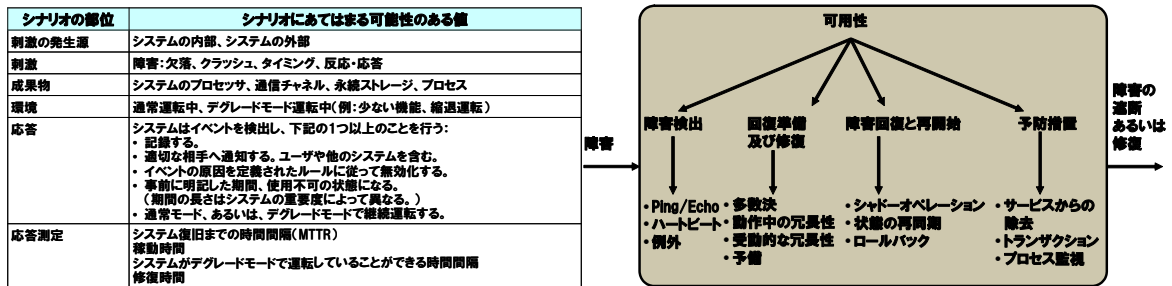 シナリオの部位 シナリオにあてはまる可能性のある値
刺激の発生源 システムの内部、システムの外部
刺激 障害：欠落、クラッシュ、タイミング、反応・応答
成果物 システムのプロセッサ、通信チャネル、永続ストレージ、プロセス
環境 通常運転中、デグレードモード運転中（例：少ない機能、縮退運転）
応答 システムはイベントを検出し、下記の1つ以上のことを行う：
・ 記録する。
・ 適切な相手へ通知する。ユーザや他のシステムを含む。
・ イベントの原因を定義されたルールに従って無効化する。
・ 事前に明記した期間、使用不可の状態になる。
（期間の長さはシステムの重要度によって異なる。）
・ 通常モード、あるいは、デグレードモードで継続運転する。
応答測定 システム復旧までの時間間隔（MTTR）
稼動時間
システムがデグレードモードで運転していることができる時間間隔
修復時間
障害
可用性
障害検出
・Ping/Echo
・ハートビート
・例外
回復準備
及び修復
・多数決
・動作中の冗長性
・受動的な冗長性
・予備
障害回復と再開始
・シャドーオペレーション
・状態の再同期
・ロールバック
予防措置
・サービスからの
除去
・トランザクション
・プロセス監視
障害の
遮断
あるいは
修復